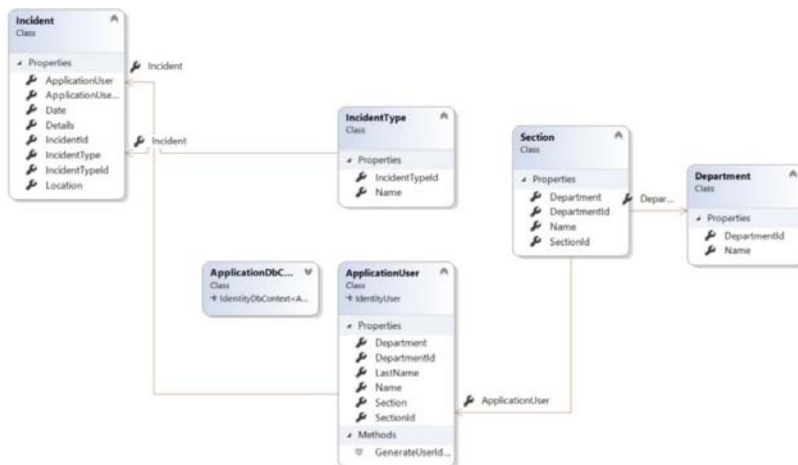 Incident
Class
Properties
ApplicationUser
ApplicationUse...
Date
Details
IncidentId
IncidentType
IncidentTypeId
Location
Incident
Incident
IncidentType
Class
Properties
IncidentTypeId
Name
Section
Class
Properties
Department
DepartmentId
Name
SectionId
Depar...
Department
Class
Properties
DepartmentId
Name
ApplicationDbC...
Class
IdentityDbContext<A...
ApplicationUser
Class
IdentityUser
Properties
Department
DepartmentId
LastName
Name
Section
SectionId
Methods
GenerateUserId...
ApplicationUser